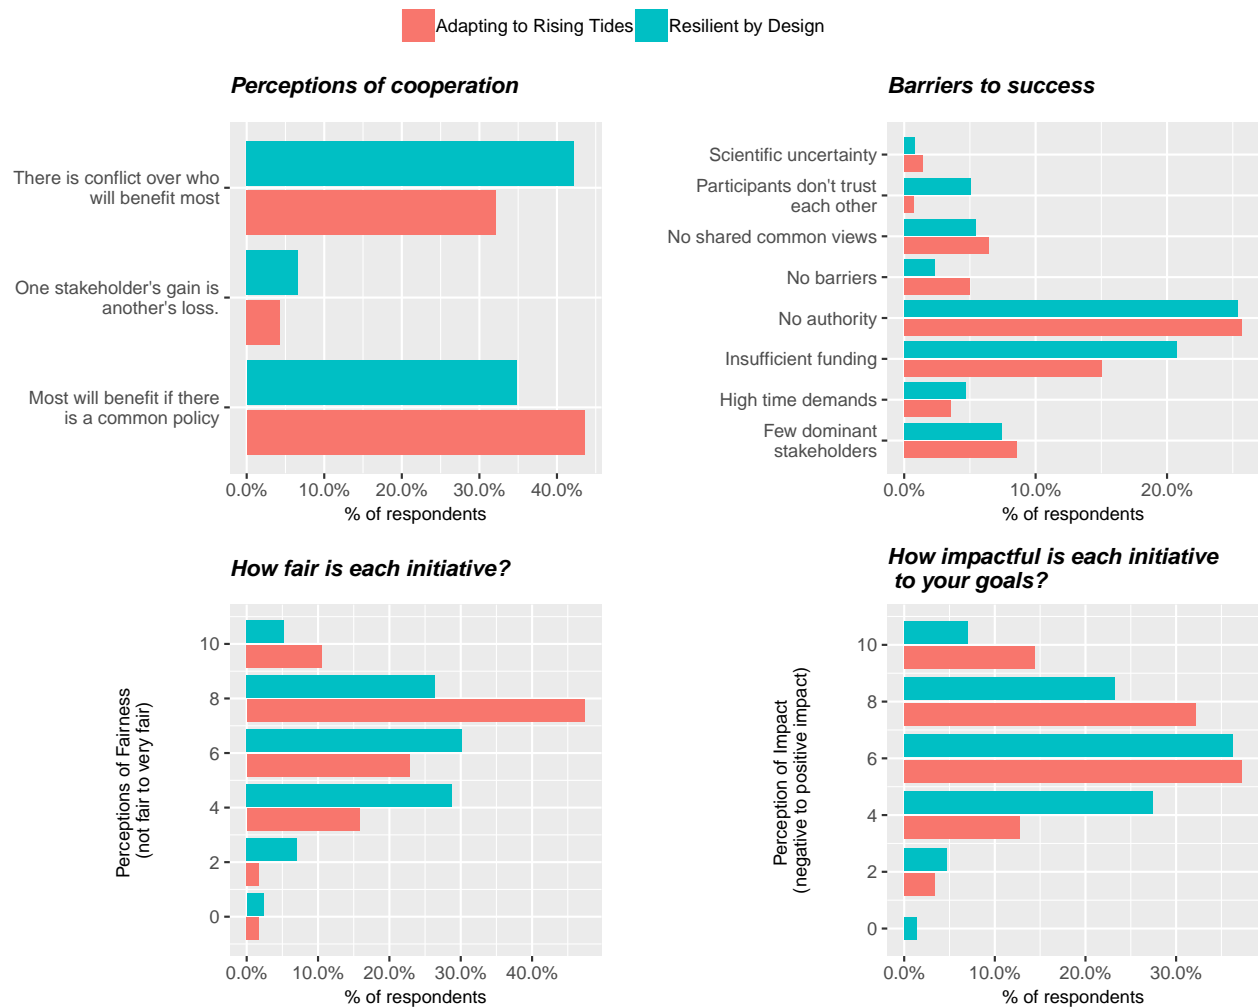 Adapting to Rising Tides Resilient by Design
Perceptions of cooperation
There is conflict over who
will benefit most
One stakeholder's gain is
another's loss.
Most will benefit if there
is a common policy
0.0% 10.0% 20.0% 30.0% 40.0%
% of respondents
Barriers to success
Scientific uncertainty
Participants don't trust
each other
No shared common views
No barriers
No authority
Insufficient funding
High time demands
Few dominant
stakeholders
0.0% 10.0% 20.0%
% of respondents
How fair is each initiative?
Perceptions of Fairness
(not fair to very fair)
10
8
6
4
2
0
0.0% 10.0% 20.0% 30.0% 40.0%
% of respondents
How impactful is each initiative
to your goals?
Perception of Impact
(negative to positive impact)
10
8
6
4
2
0
0.0% 10.0% 20.0% 30.0%
% of respondents